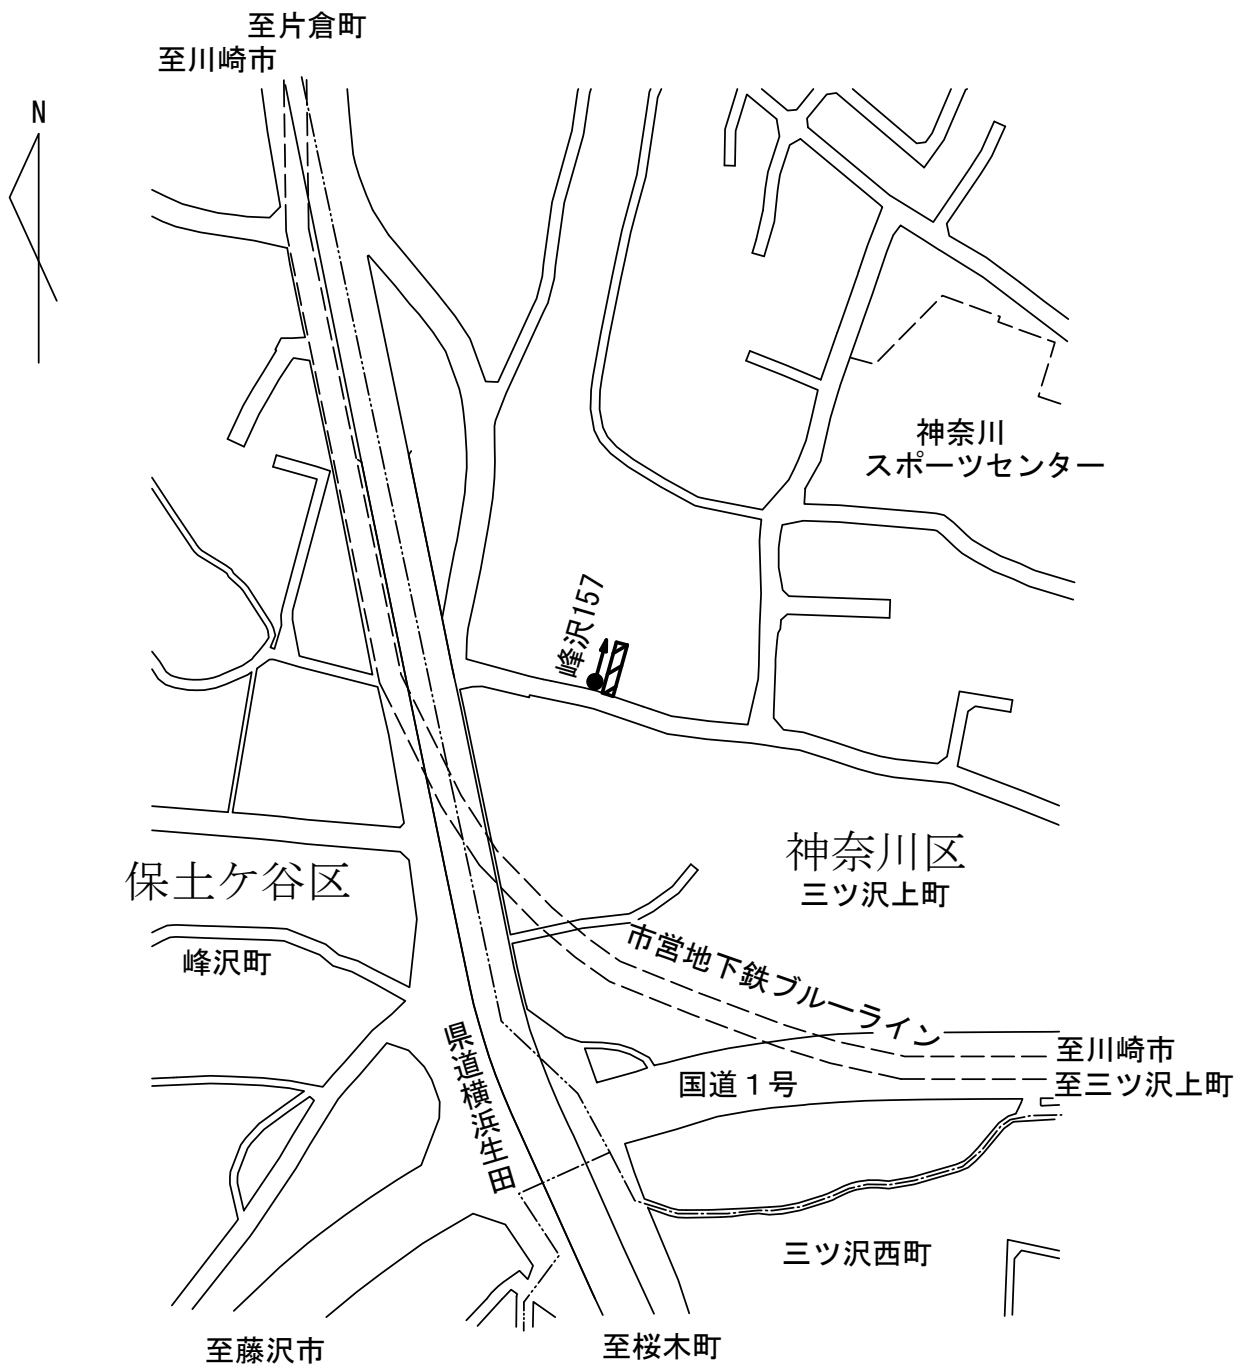 至片倉町
至川崎市
N
神奈川
スポーツセンター
峰沢157
神奈川区
三ツ沢上町
保土ケ谷区
峰沢町
市営地下鉄ブルーライン
県道横浜生田
至川崎市
国道１号
至三ツ沢上町
三ツ沢西町
至藤沢市
至桜木町